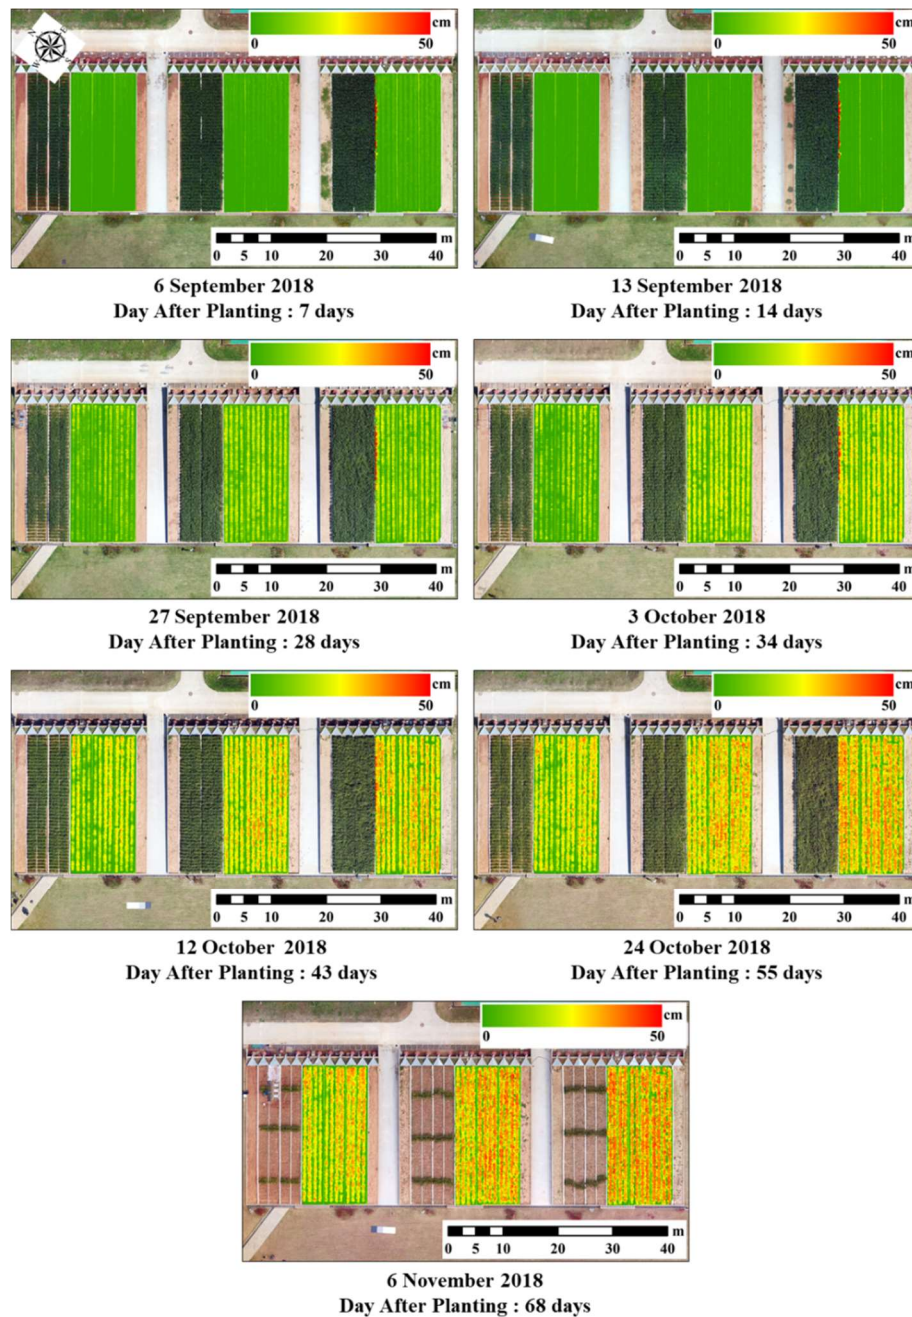 cm
0 50
N E W S
0 5 10 20 30 40 m
6 September 2018
Day After Planting : 7 days
cm
0 50
0 5 10 20 30 40 m
13 September 2018
Day After Planting : 14 days
cm
0 50
0 5 10 20 30 40 m
27 September 2018
Day After Planting : 28 days
cm
0 50
0 5 10 20 30 40 m
3 October 2018
Day After Planting : 34 days
cm
0 50
0 5 10 20 30 40 m
12 October 2018
Day After Planting : 43 days
cm
0 50
0 5 10 20 30 40 m
24 October 2018
Day After Planting : 55 days
cm
0 50
0 5 10 20 30 40 m
6 November 2018
Day After Planting : 68 days